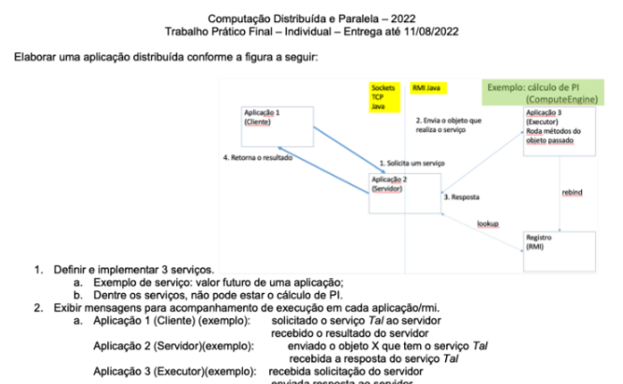 Computação Distribuída e Paralela – 2022
Trabalho Prático Final – Individual – Entrega até 11/08/2022
Elaborar uma aplicação distribuída conforme a figura a seguir:
Sockets
TCP
Java
RMI Java
Exemplo: cálculo de PI
(ComputeEngine)
Aplicação 1
(Cliente)
2. Envia o objeto que
realiza o serviço
Aplicação 3
(Executor)
Roda métodos do
objeto passado
4. Retorna o resultado
1. Solicita um serviço
Aplicação 2
(Servidor)
3. Resposta
rebind
lookup
Registro
(RMI)
1. Definir e implementar 3 serviços.
a. Exemplo de serviço: valor futuro de uma aplicação;
b. Dentre os serviços, não pode estar o cálculo de PI.
2. Exibir mensagens para acompanhamento de execução em cada aplicação/rmi.
a. Aplicação 1 (Cliente) (exemplo): solicitado o serviço Tal ao servidor
recebido o resultado do servidor
Aplicação 2 (Servidor)(exemplo): enviado o objeto X que tem o serviço Tal
recebida a resposta do serviço Tal
Aplicação 3 (Executor)(exemplo): recebida solicitação do servidor
enviada resposta ao servidor